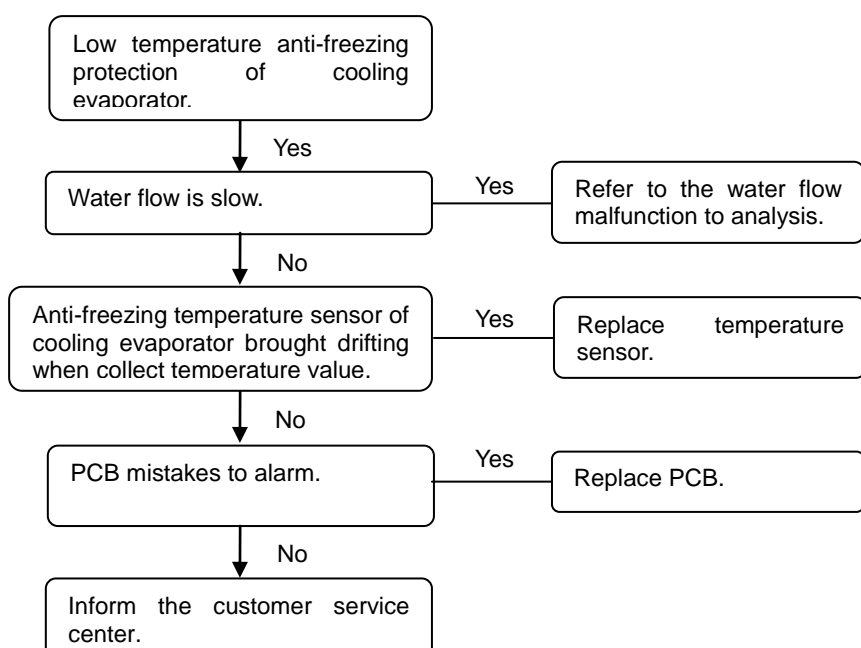 Low temperature anti-freezing
protection of cooling
evaporator.
Yes
Water flow is slow.
Yes
Refer to the water flow
malfunction to analysis.
No
Anti-freezing temperature sensor of
cooling evaporator brought drifting
when collect temperature value.
Yes
Replace temperature
sensor.
No
PCB mistakes to alarm.
Yes
Replace PCB.
No
Inform the customer service
center.